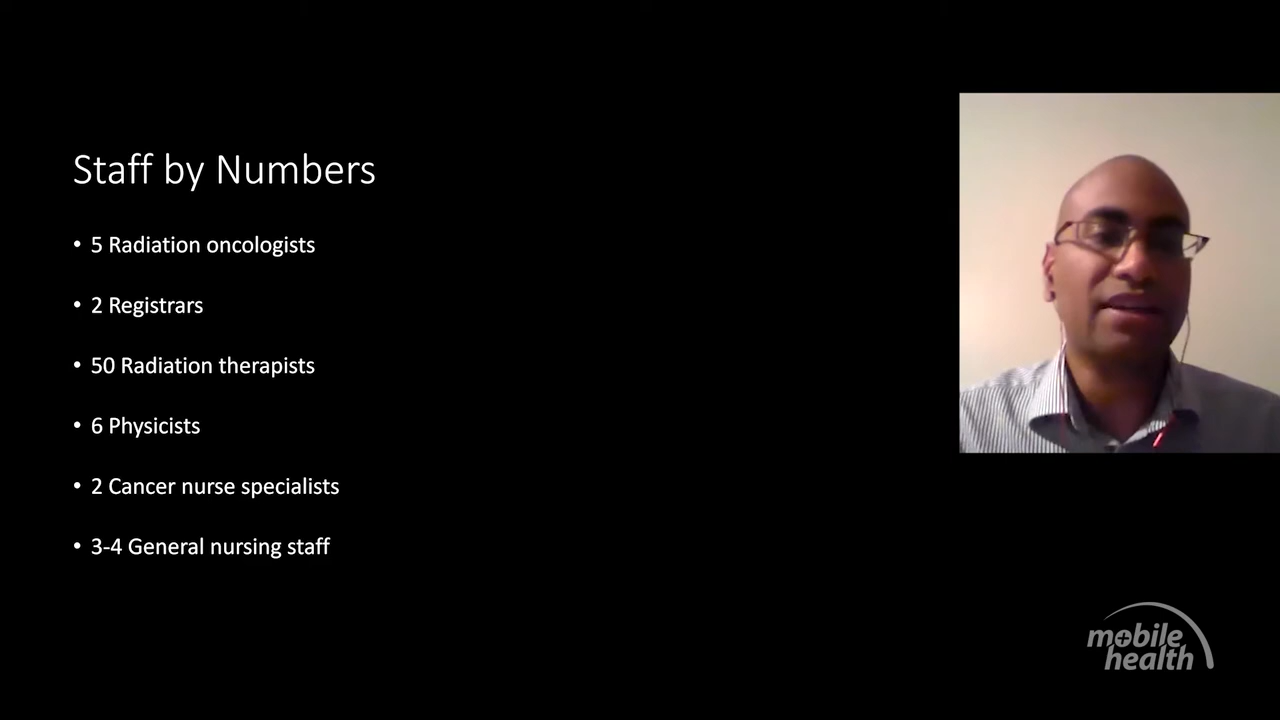 Staff by Numbers
• 5 Radiation oncologists
• 2 Registrars
• 50 Radiation therapists
• 6 Physicists
• 2 Cancer nurse specialists
• 3-4 General nursing staff
mobile
health